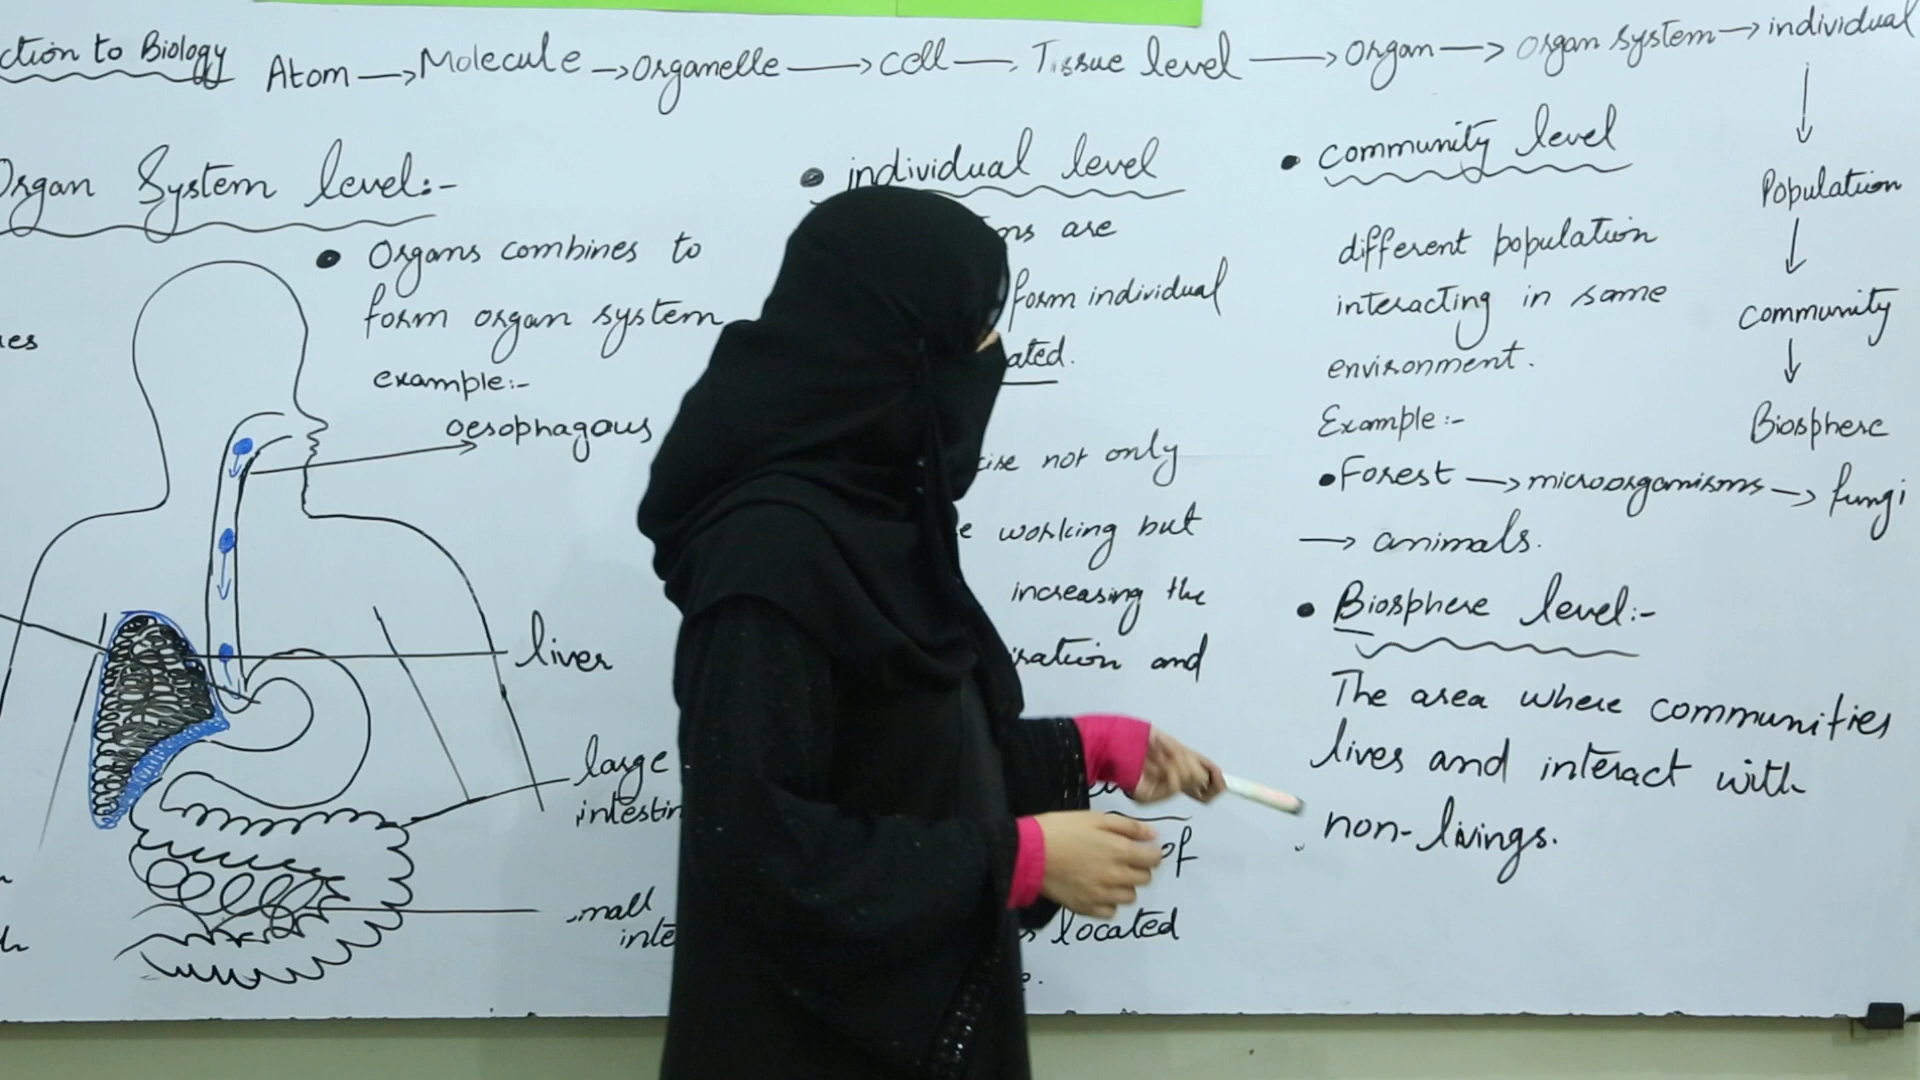 ction to Biology
Atom → Molecule → Organelle → cell → Tissue level → Organ → Organ system → individual
↓
Population
↓
Community
↓
Biosphere
Organ System level:-
• Organs combines to
form organ system
example:-
oesophagous
liver
large
intestin
mall
inte
• individual level
ns are
form individual
ated.
not only
working but
increasing the
and
of
located
• Community level
different population
interacting in same
environment.
Example:-
• Forest → microorganisms → fungi
→ animals.
• Biosphere level:-
The area where communities
lives and interact with
non-livings.